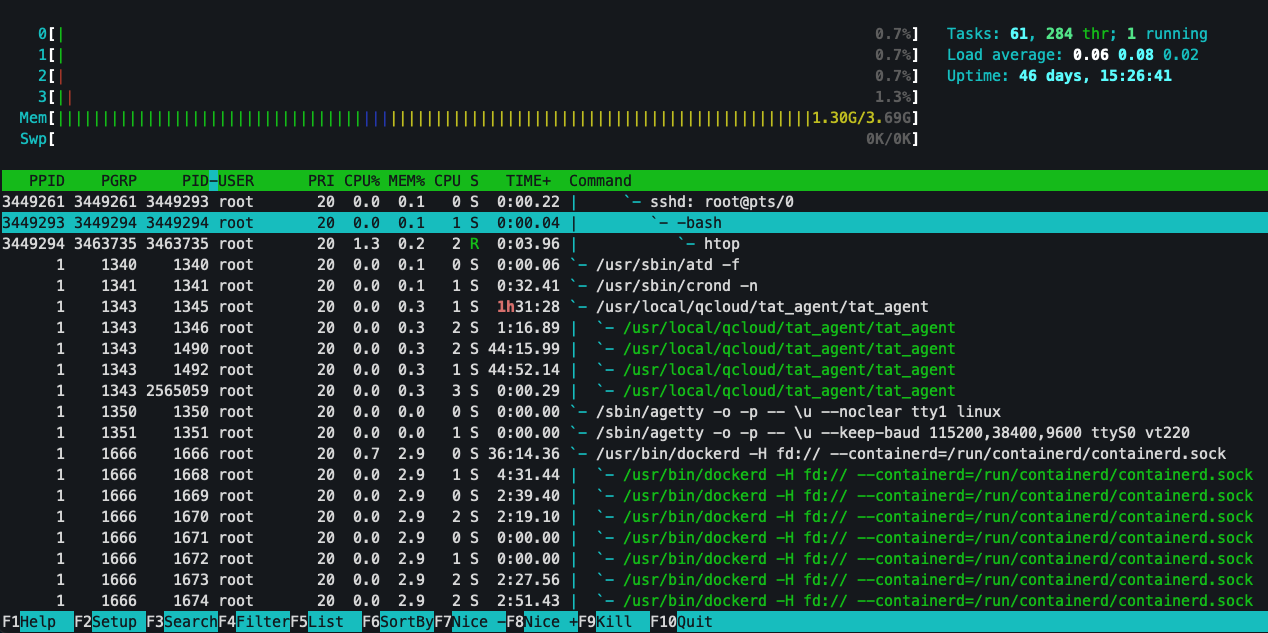 0[| 0.7%] Tasks: 61, 284 thr; 1 running
1[| 0.7%] Load average: 0.06 0.08 0.02
2[| 0.7%] Uptime: 46 days, 15:26:41
3[|| 1.3%]
Mem[||||||||||||||||||||||||||||||||||||||||||||||||||||||||||||||||||||||||||||||||||||1.30G/3.69G]
Swp[ 0K/0K]
PPID PGRP PID-USER PRI CPU% MEM% CPU S TIME+ Command
3449261 3449261 3449293 root 20 0.0 0.1 0 S 0:00.22 | `- sshd: root@pts/0
3449293 3449294 3449294 root 20 0.0 0.1 1 S 0:00.04 | `- -bash
3449294 3463735 3463735 root 20 1.3 0.2 2 R 0:03.96 | `- htop
1 1340 1340 root 20 0.0 0.1 0 S 0:00.06 `- /usr/sbin/atd -f
1 1341 1341 root 20 0.0 0.1 1 S 0:32.41 `- /usr/sbin/crond -n
1 1343 1345 root 20 0.0 0.3 1 S 1h31:28 `- /usr/local/qcloud/tat_agent/tat_agent
1 1343 1346 root 20 0.0 0.3 2 S 1:16.89 | `- /usr/local/qcloud/tat_agent/tat_agent
1 1343 1490 root 20 0.0 0.3 2 S 44:15.99 | `- /usr/local/qcloud/tat_agent/tat_agent
1 1343 1492 root 20 0.0 0.3 1 S 44:52.14 | `- /usr/local/qcloud/tat_agent/tat_agent
1 1343 2565059 root 20 0.0 0.3 3 S 0:00.29 | `- /usr/local/qcloud/tat_agent/tat_agent
1 1350 1350 root 20 0.0 0.0 0 S 0:00.00 `- /sbin/agetty -o -p -- \u --noclear tty1 linux
1 1351 1351 root 20 0.0 0.0 1 S 0:00.00 `- /sbin/agetty -o -p -- \u --keep-baud 115200,38400,9600 ttyS0 vt220
1 1666 1666 root 20 0.7 2.9 0 S 36:14.36 `- /usr/bin/dockerd -H fd:// --containerd=/run/containerd/containerd.sock
1 1666 1668 root 20 0.0 2.9 1 S 4:31.44 | `- /usr/bin/dockerd -H fd:// --containerd=/run/containerd/containerd.sock
1 1666 1669 root 20 0.0 2.9 0 S 2:39.40 | `- /usr/bin/dockerd -H fd:// --containerd=/run/containerd/containerd.sock
1 1666 1670 root 20 0.0 2.9 2 S 2:19.10 | `- /usr/bin/dockerd -H fd:// --containerd=/run/containerd/containerd.sock
1 1666 1671 root 20 0.0 2.9 0 S 0:00.00 | `- /usr/bin/dockerd -H fd:// --containerd=/run/containerd/containerd.sock
1 1666 1672 root 20 0.0 2.9 1 S 0:00.00 | `- /usr/bin/dockerd -H fd:// --containerd=/run/containerd/containerd.sock
1 1666 1673 root 20 0.0 2.9 2 S 2:27.56 | `- /usr/bin/dockerd -H fd:// --containerd=/run/containerd/containerd.sock
1 1666 1674 root 20 0.0 2.9 2 S 2:51.43 | `- /usr/bin/dockerd -H fd:// --containerd=/run/containerd/containerd.sock
F1Help F2Setup F3SearchF4FilterF5List F6SortByF7Nice -F8Nice +F9Kill F10Quit